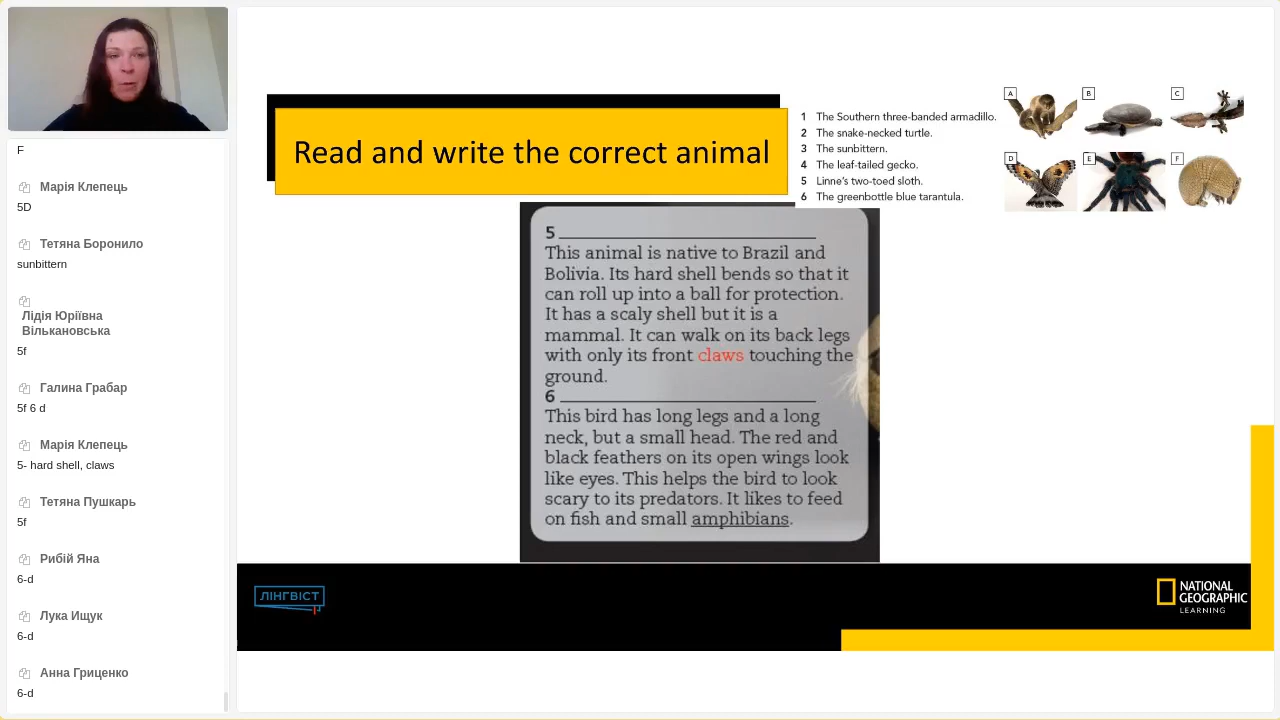 F
Марія Клепець
5D
Тетяна Боронило
sunbittern
Лідія Юріївна
Вількановська
5f
Галина Грабар
5f 6 d
Марія Клепець
5- hard shell, claws
Тетяна Пушкарь
5f
Рибій Яна
6-d
Лука Ищук
6-d
Анна Гриценко
6-d
Read and write the correct animal
1 The Southern three-banded armadillo.
2 The snake-necked turtle.
3 The sunbittern.
4 The leaf-tailed gecko.
5 Linne's two-toed sloth.
6 The greenbottle blue tarantula.
A
B
C
D
E
F
5
This animal is native to Brazil and
Bolivia. Its hard shell bends so that it
can roll up into a ball for protection.
It has a scaly shell but it is a
mammal. It can walk on its back legs
with only its front claws touching the
ground.
6
This bird has long legs and a long
neck, but a small head. The red and
black feathers on its open wings look
like eyes. This helps the bird to look
scary to its predators. It likes to feed
on fish and small amphibians.
ЛІНГВІСТ
NATIONAL
GEOGRAPHIC
LEARNING